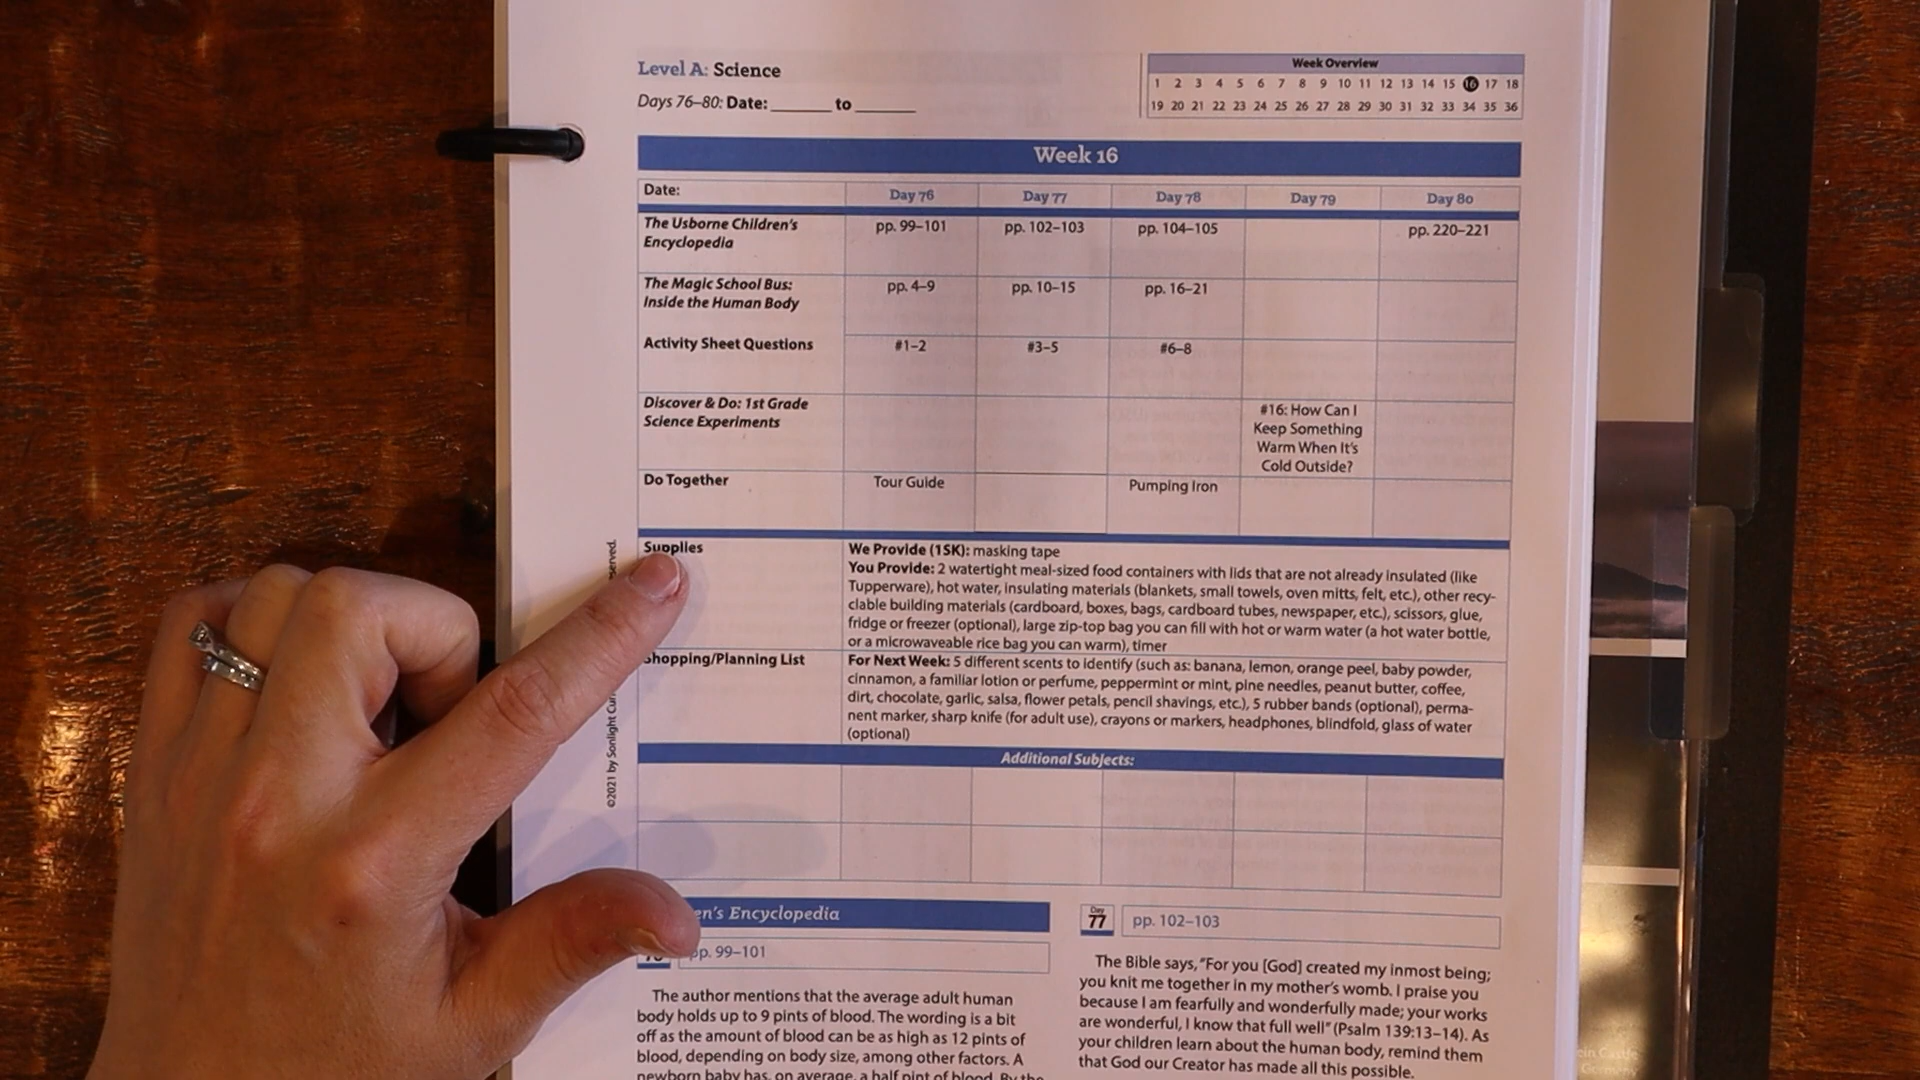 Level A: Science
Days 76–80: Date: ______ to ______
Week Overview
1 2 3 4 5 6 7 8 9 10 11 12 13 14 15 16 17 18
19 20 21 22 23 24 25 26 27 28 29 30 31 32 33 34 35 36
Week 16
Date: Day 76 Day 77 Day 78 Day 79 Day 80
The Usborne Children's
Encyclopedia
pp. 99–101 pp. 102–103 pp. 104–105 pp. 220–221
The Magic School Bus:
Inside the Human Body
pp. 4–9 pp. 10–15 pp. 16–21
Activity Sheet Questions #1–2 #3–5 #6–8
Discover & Do: 1st Grade
Science Experiments
#16: How Can I
Keep Something
Warm When It's
Cold Outside?
Do Together Tour Guide Pumping Iron
Supplies
We Provide (1SK): masking tape
You Provide: 2 watertight meal-sized food containers with lids that are not already insulated (like
Tupperware), hot water, insulating materials (blankets, small towels, oven mitts, felt, etc.), other recy-
clable building materials (cardboard, boxes, bags, cardboard tubes, newspaper, etc.), scissors, glue,
fridge or freezer (optional), large zip-top bag you can fill with hot or warm water (a hot water bottle,
or a microwaveable rice bag you can warm), timer
Shopping/Planning List
For Next Week: 5 different scents to identify (such as: banana, lemon, orange peel, baby powder,
cinnamon, a familiar lotion or perfume, peppermint or mint, pine needles, peanut butter, coffee,
dirt, chocolate, garlic, salsa, flower petals, pencil shavings, etc.), 5 rubber bands (optional), perma-
nent marker, sharp knife (for adult use), crayons or markers, headphones, blindfold, glass of water
(optional)
Additional Subjects:
©2021 by Sonlight
en's Encyclopedia
pp. 99–101
The author mentions that the average adult human
body holds up to 9 pints of blood. The wording is a bit
off as the amount of blood can be as high as 12 pints of
blood, depending on body size, among other factors. A
newborn baby has, on average, a half pint of blood. By the
Day
77
pp. 102–103
The Bible says, "For you [God] created my inmost being;
you knit me together in my mother's womb. I praise you
because I am fearfully and wonderfully made; your works
are wonderful, I know that full well" (Psalm 139:13–14). As
your children learn about the human body, remind them
that God our Creator has made all this possible.